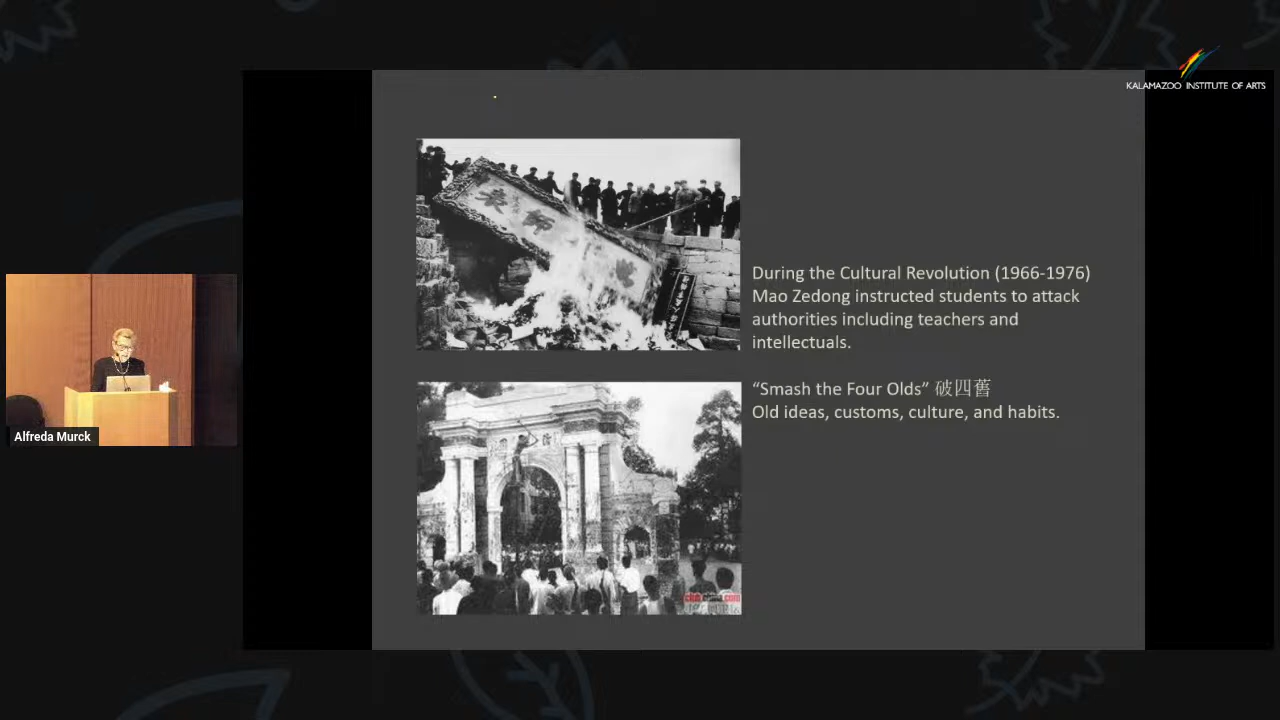 KALAMAZOO INSTITUTE OF ARTS
During the Cultural Revolution (1966-1976)
Mao Zedong instructed students to attack
authorities including teachers and
intellectuals.
“Smash the Four Olds” 破四舊
Old ideas, customs, culture, and habits.
Alfreda Murck